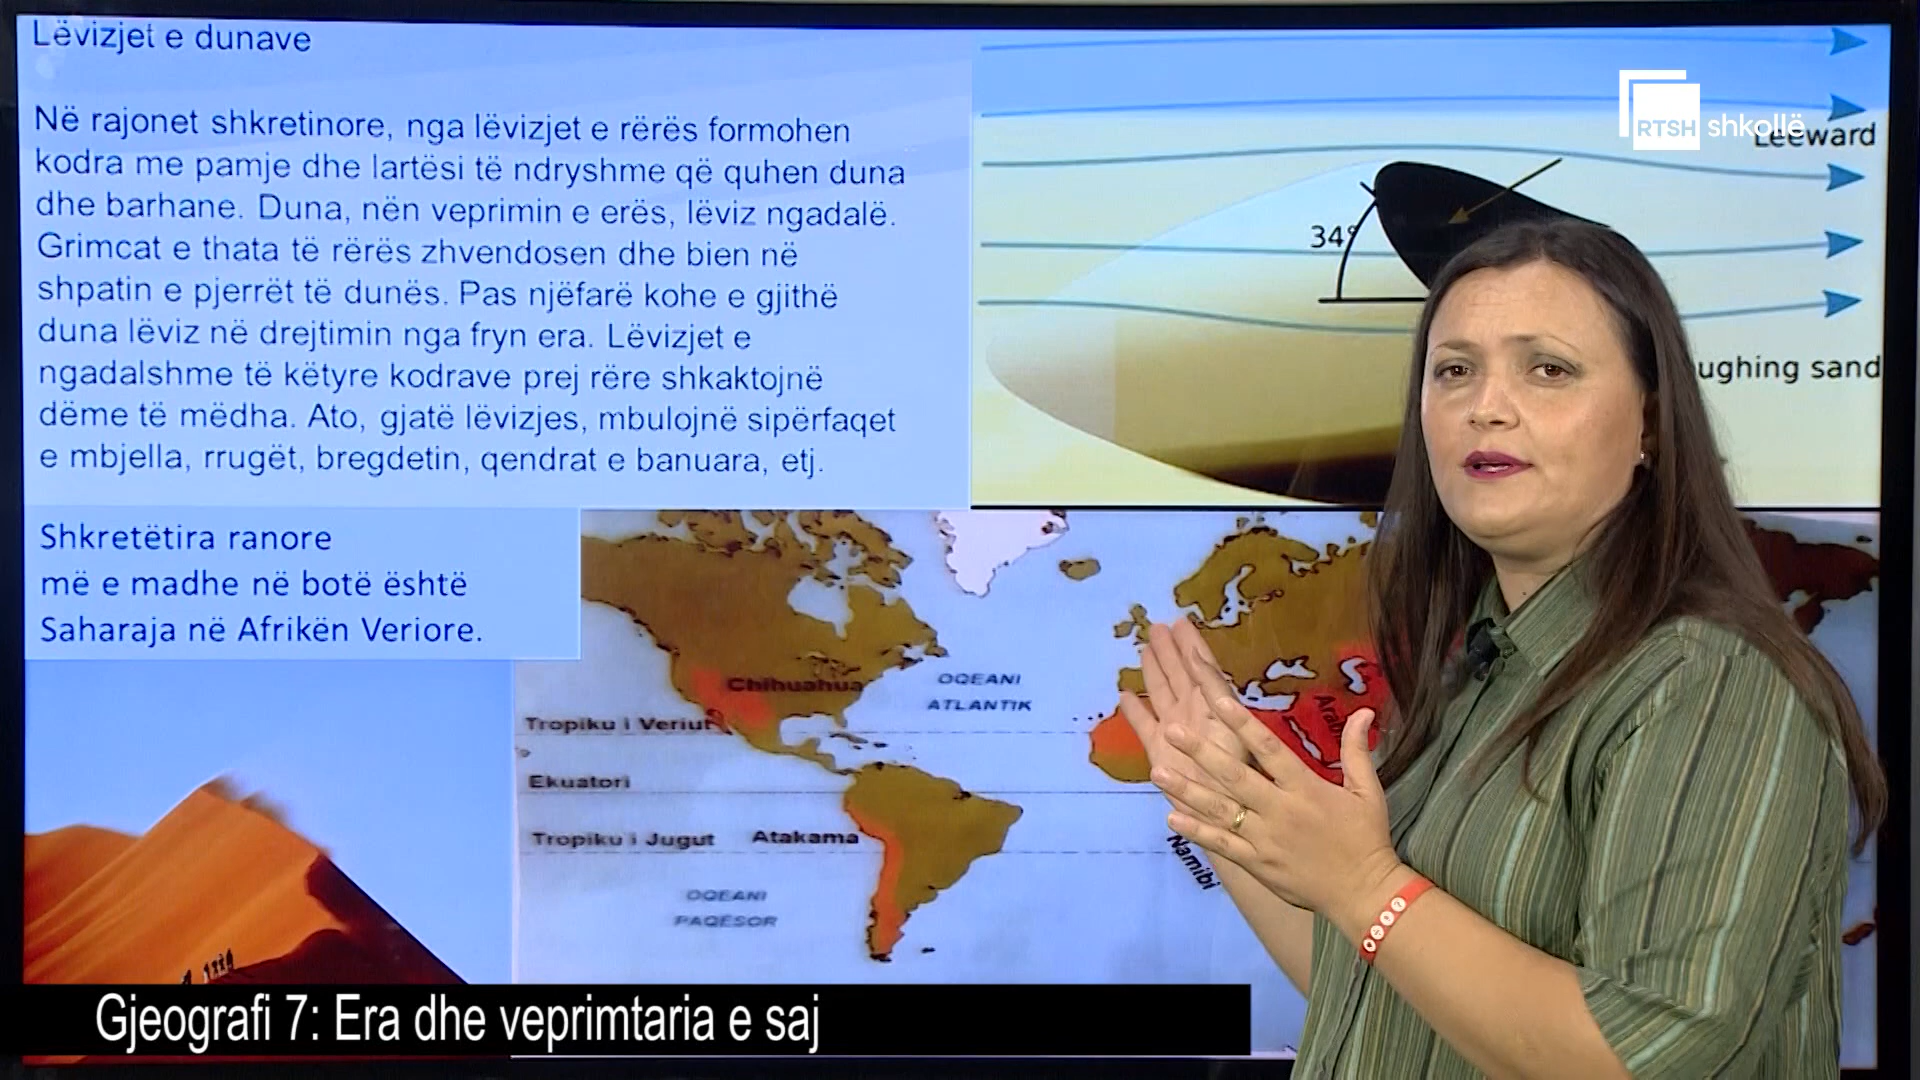 Lëvizjet e dunave
Në rajonet shkretinore, nga lëvizjet e rërës formohen
kodra me pamje dhe lartësi të ndryshme që quhen duna
dhe barhane. Duna, nën veprimin e erës, lëviz ngadalë.
Grimcat e thata të rërës zhvendosen dhe bien në
shpatin e pjerrët të dunës. Pas njëfarë kohe e gjithë
duna lëviz në drejtimin nga fryn era. Lëvizjet e
ngadalshme të këtyre kodrave prej rëre shkaktojnë
dëme të mëdha. Ato, gjatë lëvizjes, mbulojnë sipërfaqet
e mbjella, rrugët, bregdetin, qendrat e banuara, etj.
RTSH shkollë
Leeward
34°
ughing sand
Shkretëtira ranore
më e madhe në botë është
Saharaja në Afrikën Veriore.
Chihuahua
OQEANI
ATLANTIK
Tropiku i Veriut
Ekuatori
Tropiku i Jugut
Atakama
Namibi
OQEANI
PAQËSOR
Gjeografi 7: Era dhe veprimtaria e saj